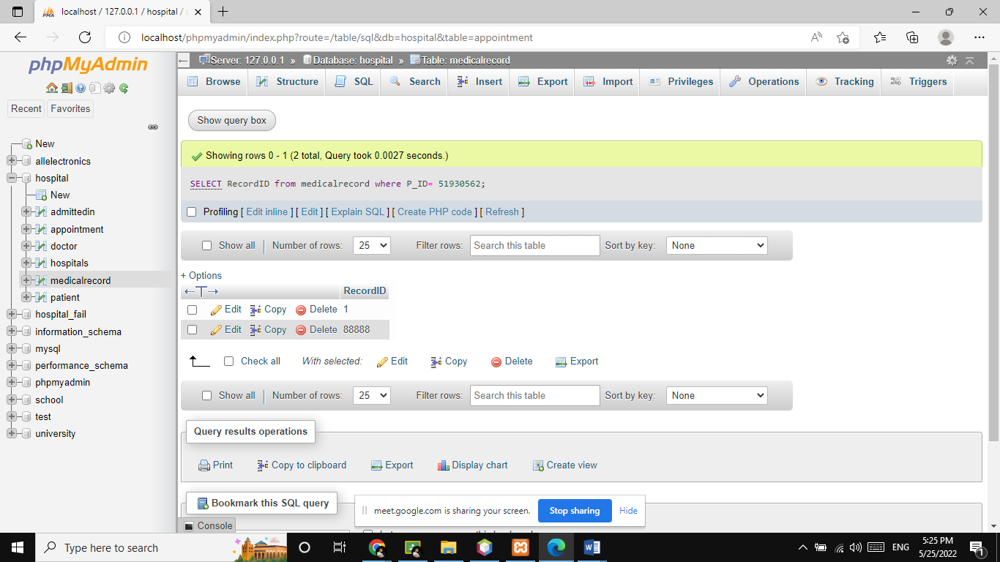 localhost / 127.0.0.1 / hospital /
localhost/phpmyadmin/index.php?route=/table/sql&db=hospital&table=appointment
phpMyAdmin
Recent Favorites
New
allelectronics
hospital
New
admittedin
appointment
doctor
hospitals
medicalrecord
patient
hospital_fail
information_schema
mysql
performance_schema
phpmyadmin
school
test
university
Server: 127.0.0.1 » Database: hospital » Table: medicalrecord
Browse Structure SQL Search Insert Export Import Privileges Operations Tracking Triggers
Show query box
Showing rows 0 - 1 (2 total, Query took 0.0027 seconds.)
SELECT RecordID from medicalrecord where P_ID= 51930562;
Profiling [ Edit inline ] [ Edit ] [ Explain SQL ] [ Create PHP code ] [ Refresh ]
Show all Number of rows: 25 Filter rows: Search this table Sort by key: None
+ Options
RecordID
Edit Copy Delete 1
Edit Copy Delete 88888
Check all With selected: Edit Copy Delete Export
Show all Number of rows: 25 Filter rows: Search this table Sort by key: None
Query results operations
Print Copy to clipboard Export Display chart Create view
Bookmark this SQL query
meet.google.com is sharing your screen. Stop sharing Hide
Console
Type here to search
ENG
5:25 PM
5/25/2022
1